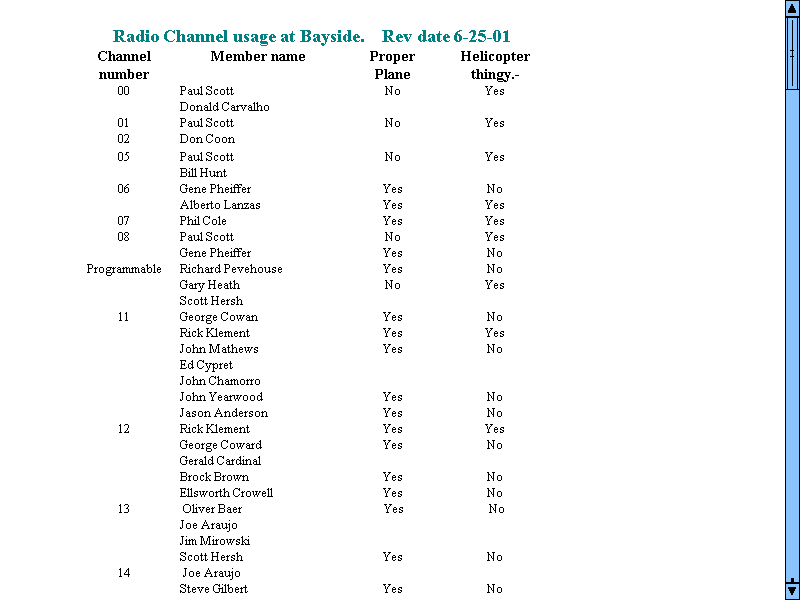 Radio Channel usage at Bayside. Rev date 6-25-01
Channel number Member name Proper Plane Helicopter thingy.-
00 Paul Scott No Yes
Donald Carvalho
01 Paul Scott No Yes
02 Don Coon
05 Paul Scott No Yes
Bill Hunt
06 Gene Pheiffer Yes No
Alberto Lanzas Yes Yes
07 Phil Cole Yes Yes
08 Paul Scott No Yes
Gene Pheiffer Yes No
Programmable Richard Pevehouse Yes No
Gary Heath No Yes
Scott Hersh
11 George Cowan Yes No
Rick Klement Yes Yes
John Mathews Yes No
Ed Cypret
John Chamorro
John Yearwood Yes No
Jason Anderson Yes No
12 Rick Klement Yes Yes
George Coward Yes No
Gerald Cardinal
Brock Brown Yes No
Ellsworth Crowell Yes No
13 Oliver Baer Yes No
Joe Araujo
Jim Mirowski
Scott Hersh Yes No
14 Joe Araujo
Steve Gilbert Yes No